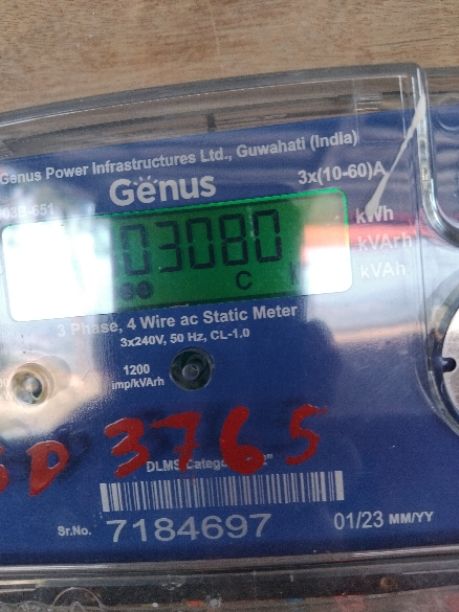 Genus Power Infrastructures Ltd., Guwahati (India)
Genus
3x(10-60)A
03080
kWh
kVArh
kVAh
C
3 Phase, 4 Wire ac Static Meter
3x240V, 50 Hz, CL-1.0
1200
imp/kVArh
D 3765
DLMS
Sr.No. 7184697
01/23 MM/YY